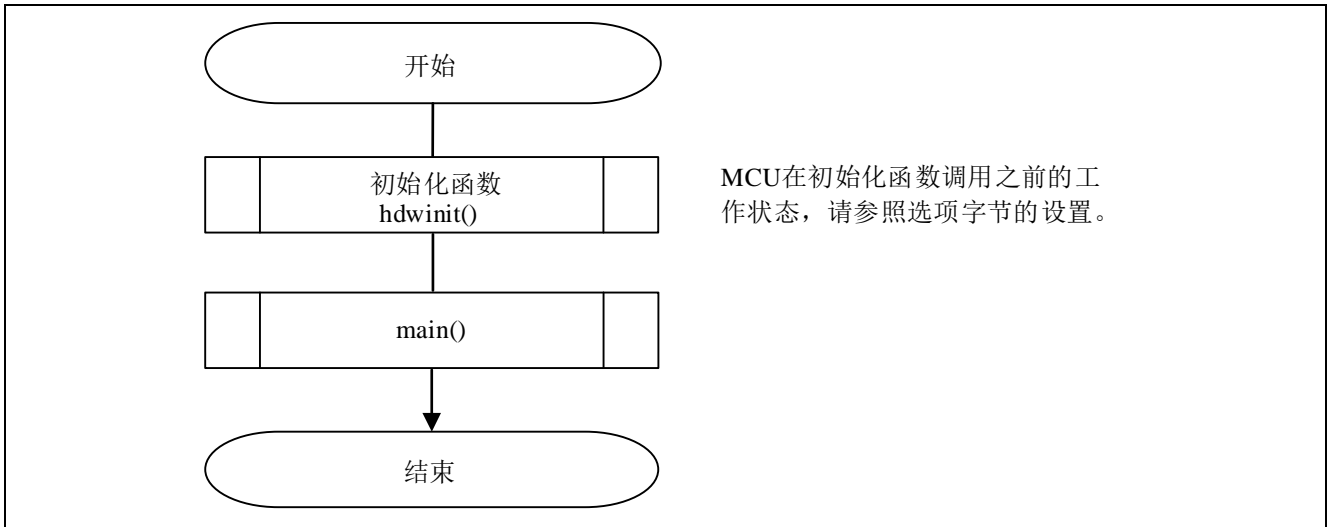 开始
初始化函数
hdwinit()
MCU在初始化函数调用之前的工
作状态，请参照选项字节的设置。
main()
结束